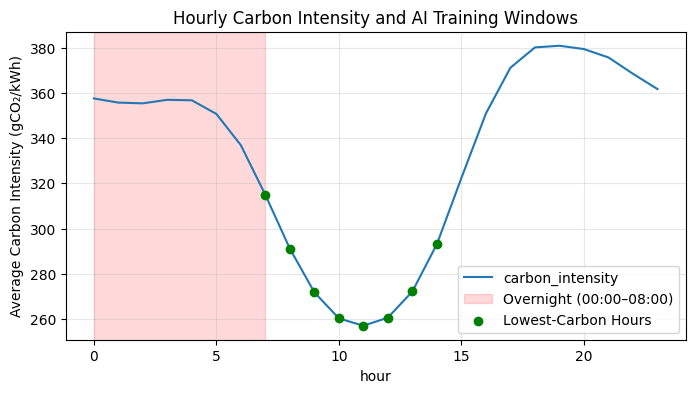 Hourly Carbon Intensity and AI Training Windows
Average Carbon Intensity (gCO₂/kWh)
380
360
340
320
300
280
260
0
5
10
15
20
hour
carbon_intensity
Overnight (00:00–08:00)
Lowest-Carbon Hours